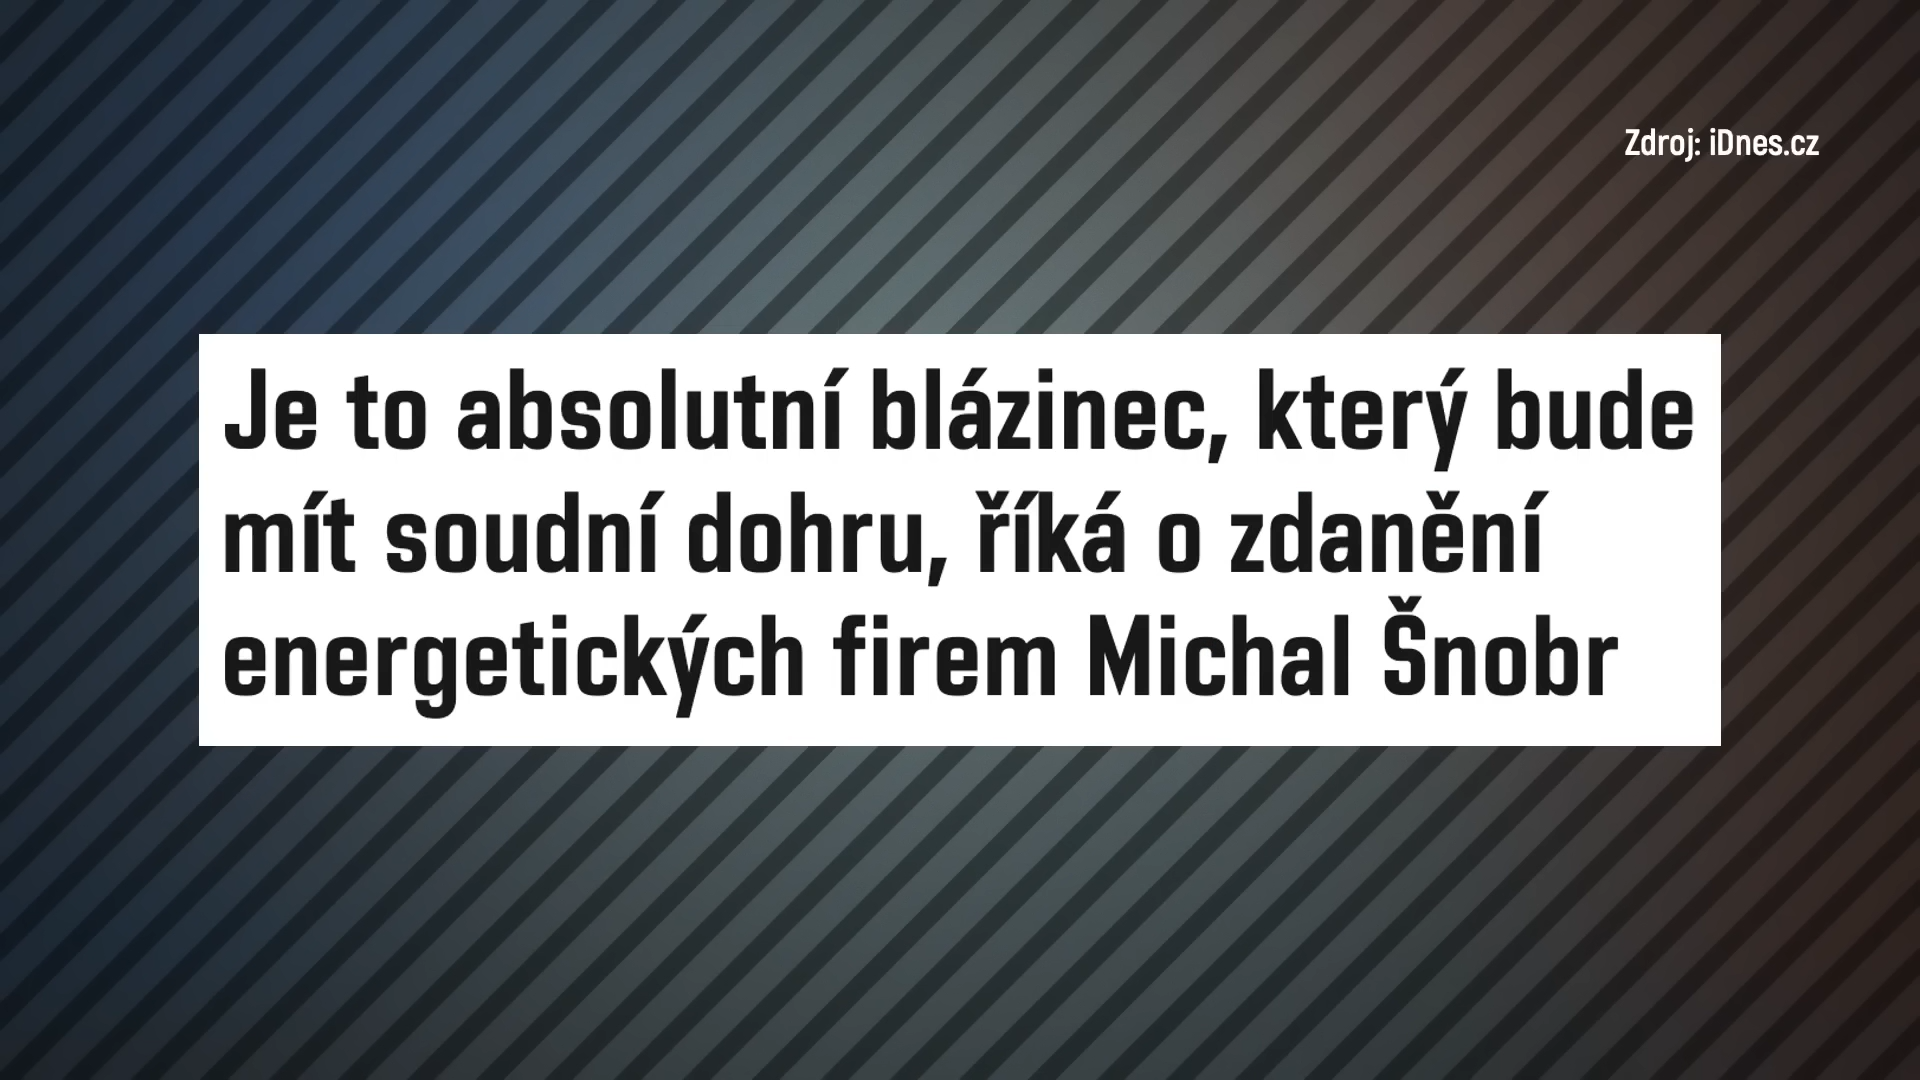 Zdroj: iDnes.cz
Je to absolutní blázinec, který bude
mít soudní dohru, říká o zdanění
energetických firem Michal Šnobr